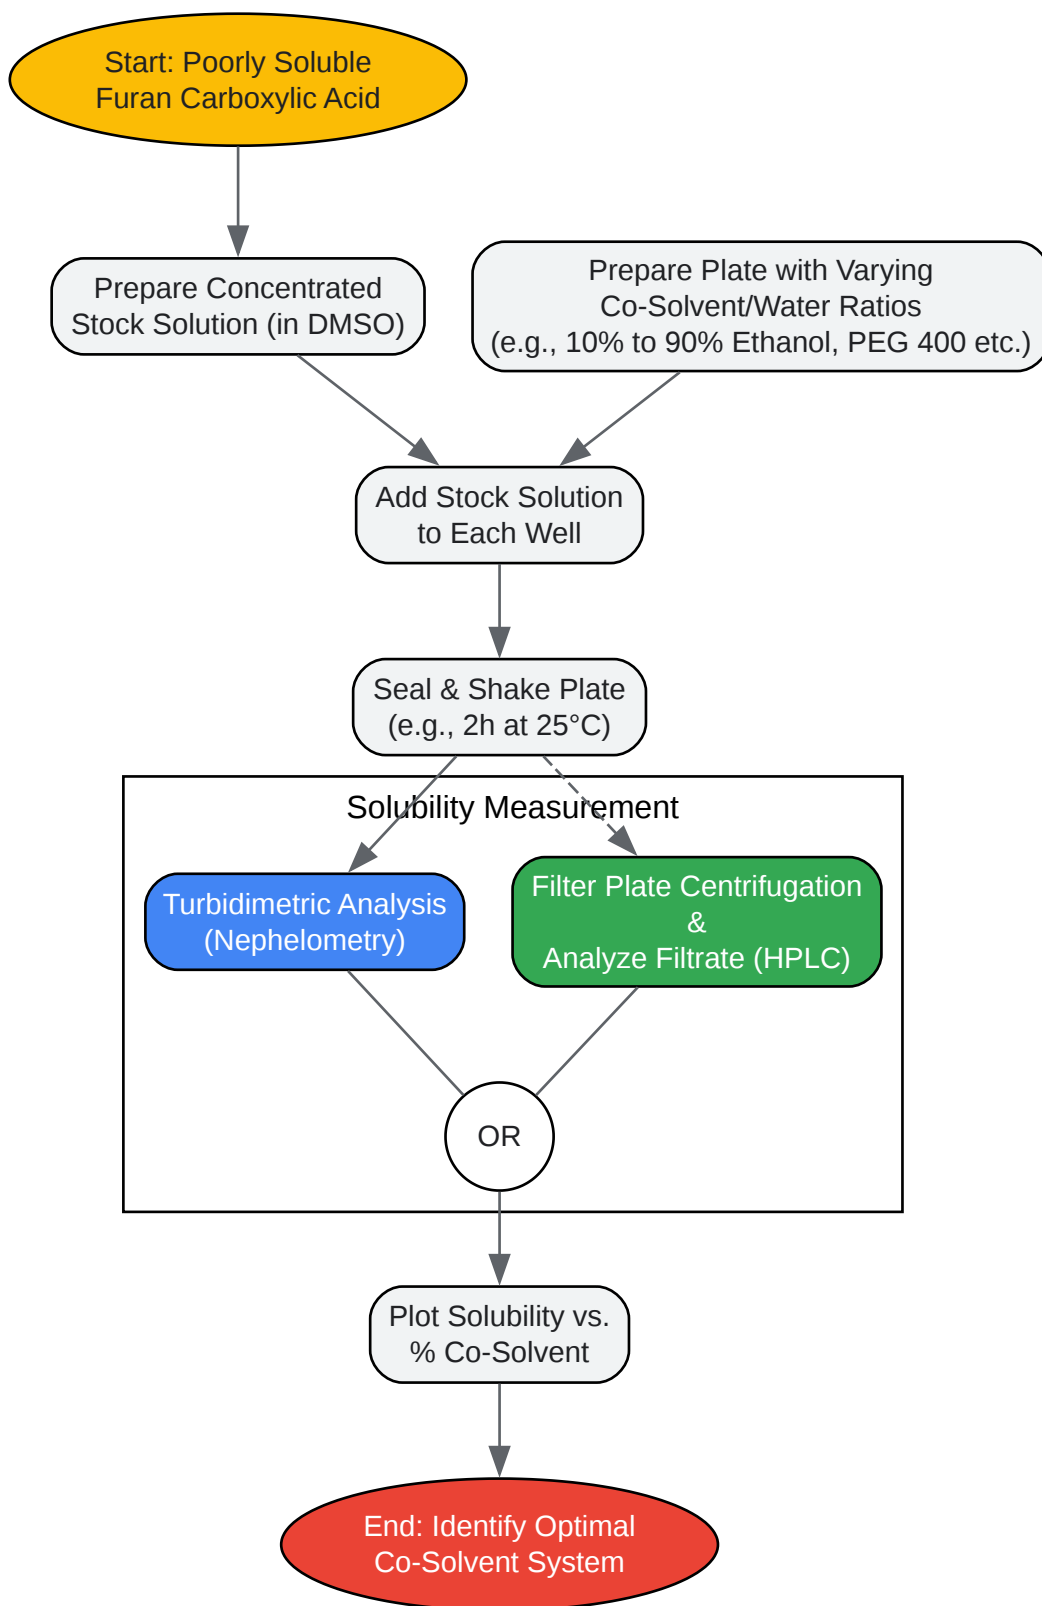 Start: Poorly Soluble
Furan Carboxylic Acid
Prepare Concentrated
Stock Solution (in DMSO)
Prepare Plate with Varying
Co-Solvent/Water Ratios
(e.g., 10% to 90% Ethanol, PEG 400 etc.)
Add Stock Solution
to Each Well
Seal & Shake Plate
(e.g., 2h at 25°C)
Solubility Measurement
Turbidimetric Analysis
(Nephelometry)
Filter Plate Centrifugation
&
Analyze Filtrate (HPLC)
OR
Plot Solubility vs.
% Co-Solvent
End: Identify Optimal
Co-Solvent System